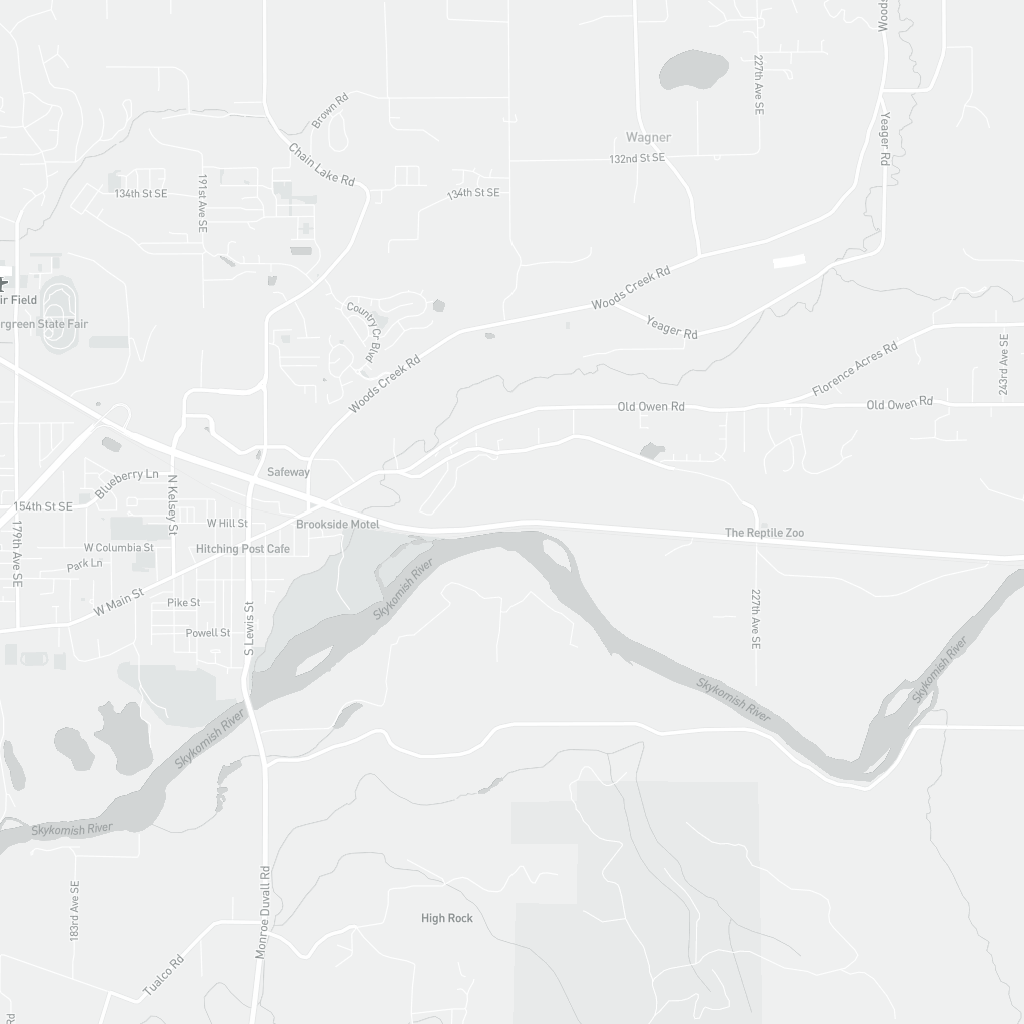 Woods
227th Ave SE
Brown Rd
Yeager Rd
Wagner
132nd St SE
Chain Lake Rd
134th St SE
191st Ave SE
134th St SE
Woods Creek Rd
ir Field
ergreen State Fair
Country Cr Blvd
Yeager Rd
243rd Ave SE
Florence Acres Rd
Woods Creek Rd
Old Owen Rd
Old Owen Rd
Safeway
Blueberry Ln
N Kelsey St
154th St SE
W Hill St
Brookside Motel
The Reptile Zoo
179th Ave SE
W Columbia St
Hitching Post Cafe
Park Ln
Skykomish River
W Main St
Pike St
227th Ave SE
S Lewis St
Powell St
Skykomish River
Skykomish River
Skykomish River
Skykomish River
183rd Ave SE
Monroe Duvall Rd
High Rock
Tualco Rd
Rd